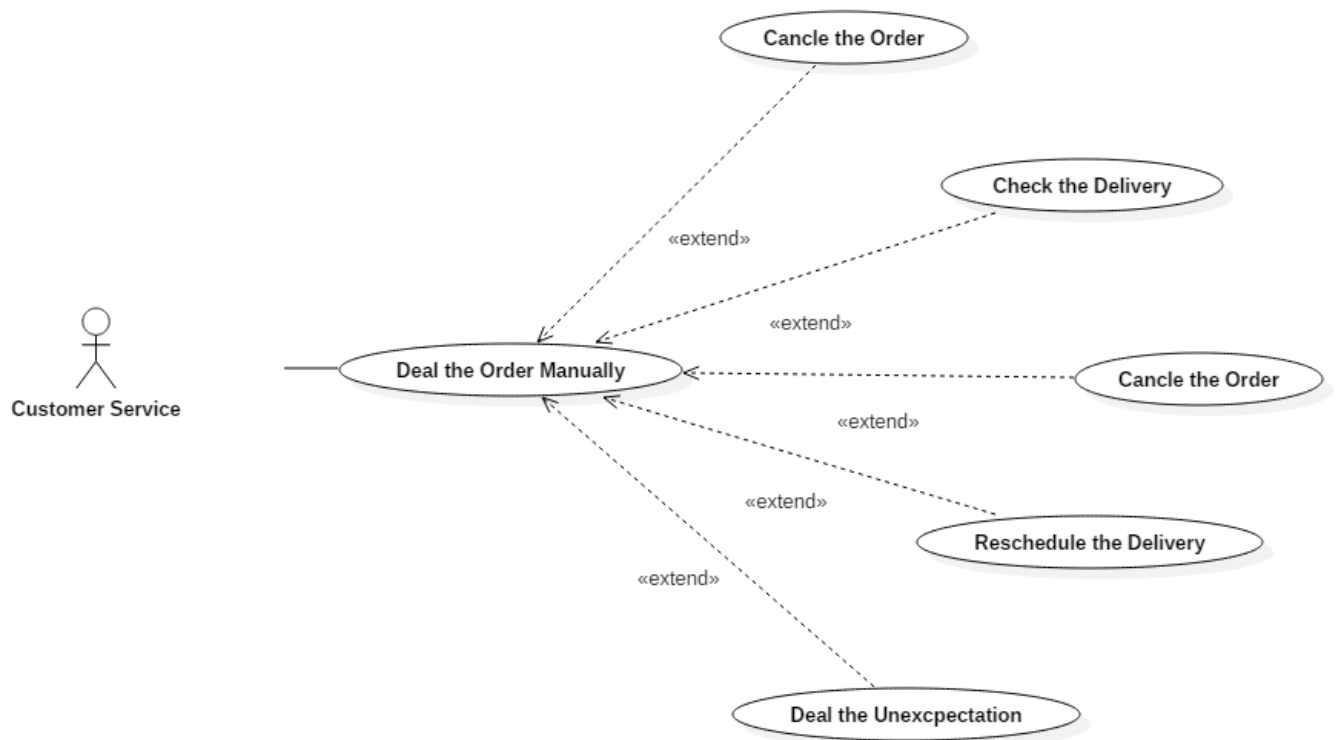 Cancle the Order
Check the Delivery
«extend»
«extend»
Deal the Order Manually
Cancle the Order
Customer Service
«extend»
«extend»
Reschedule the Delivery
«extend»
Deal the Unexcpectation